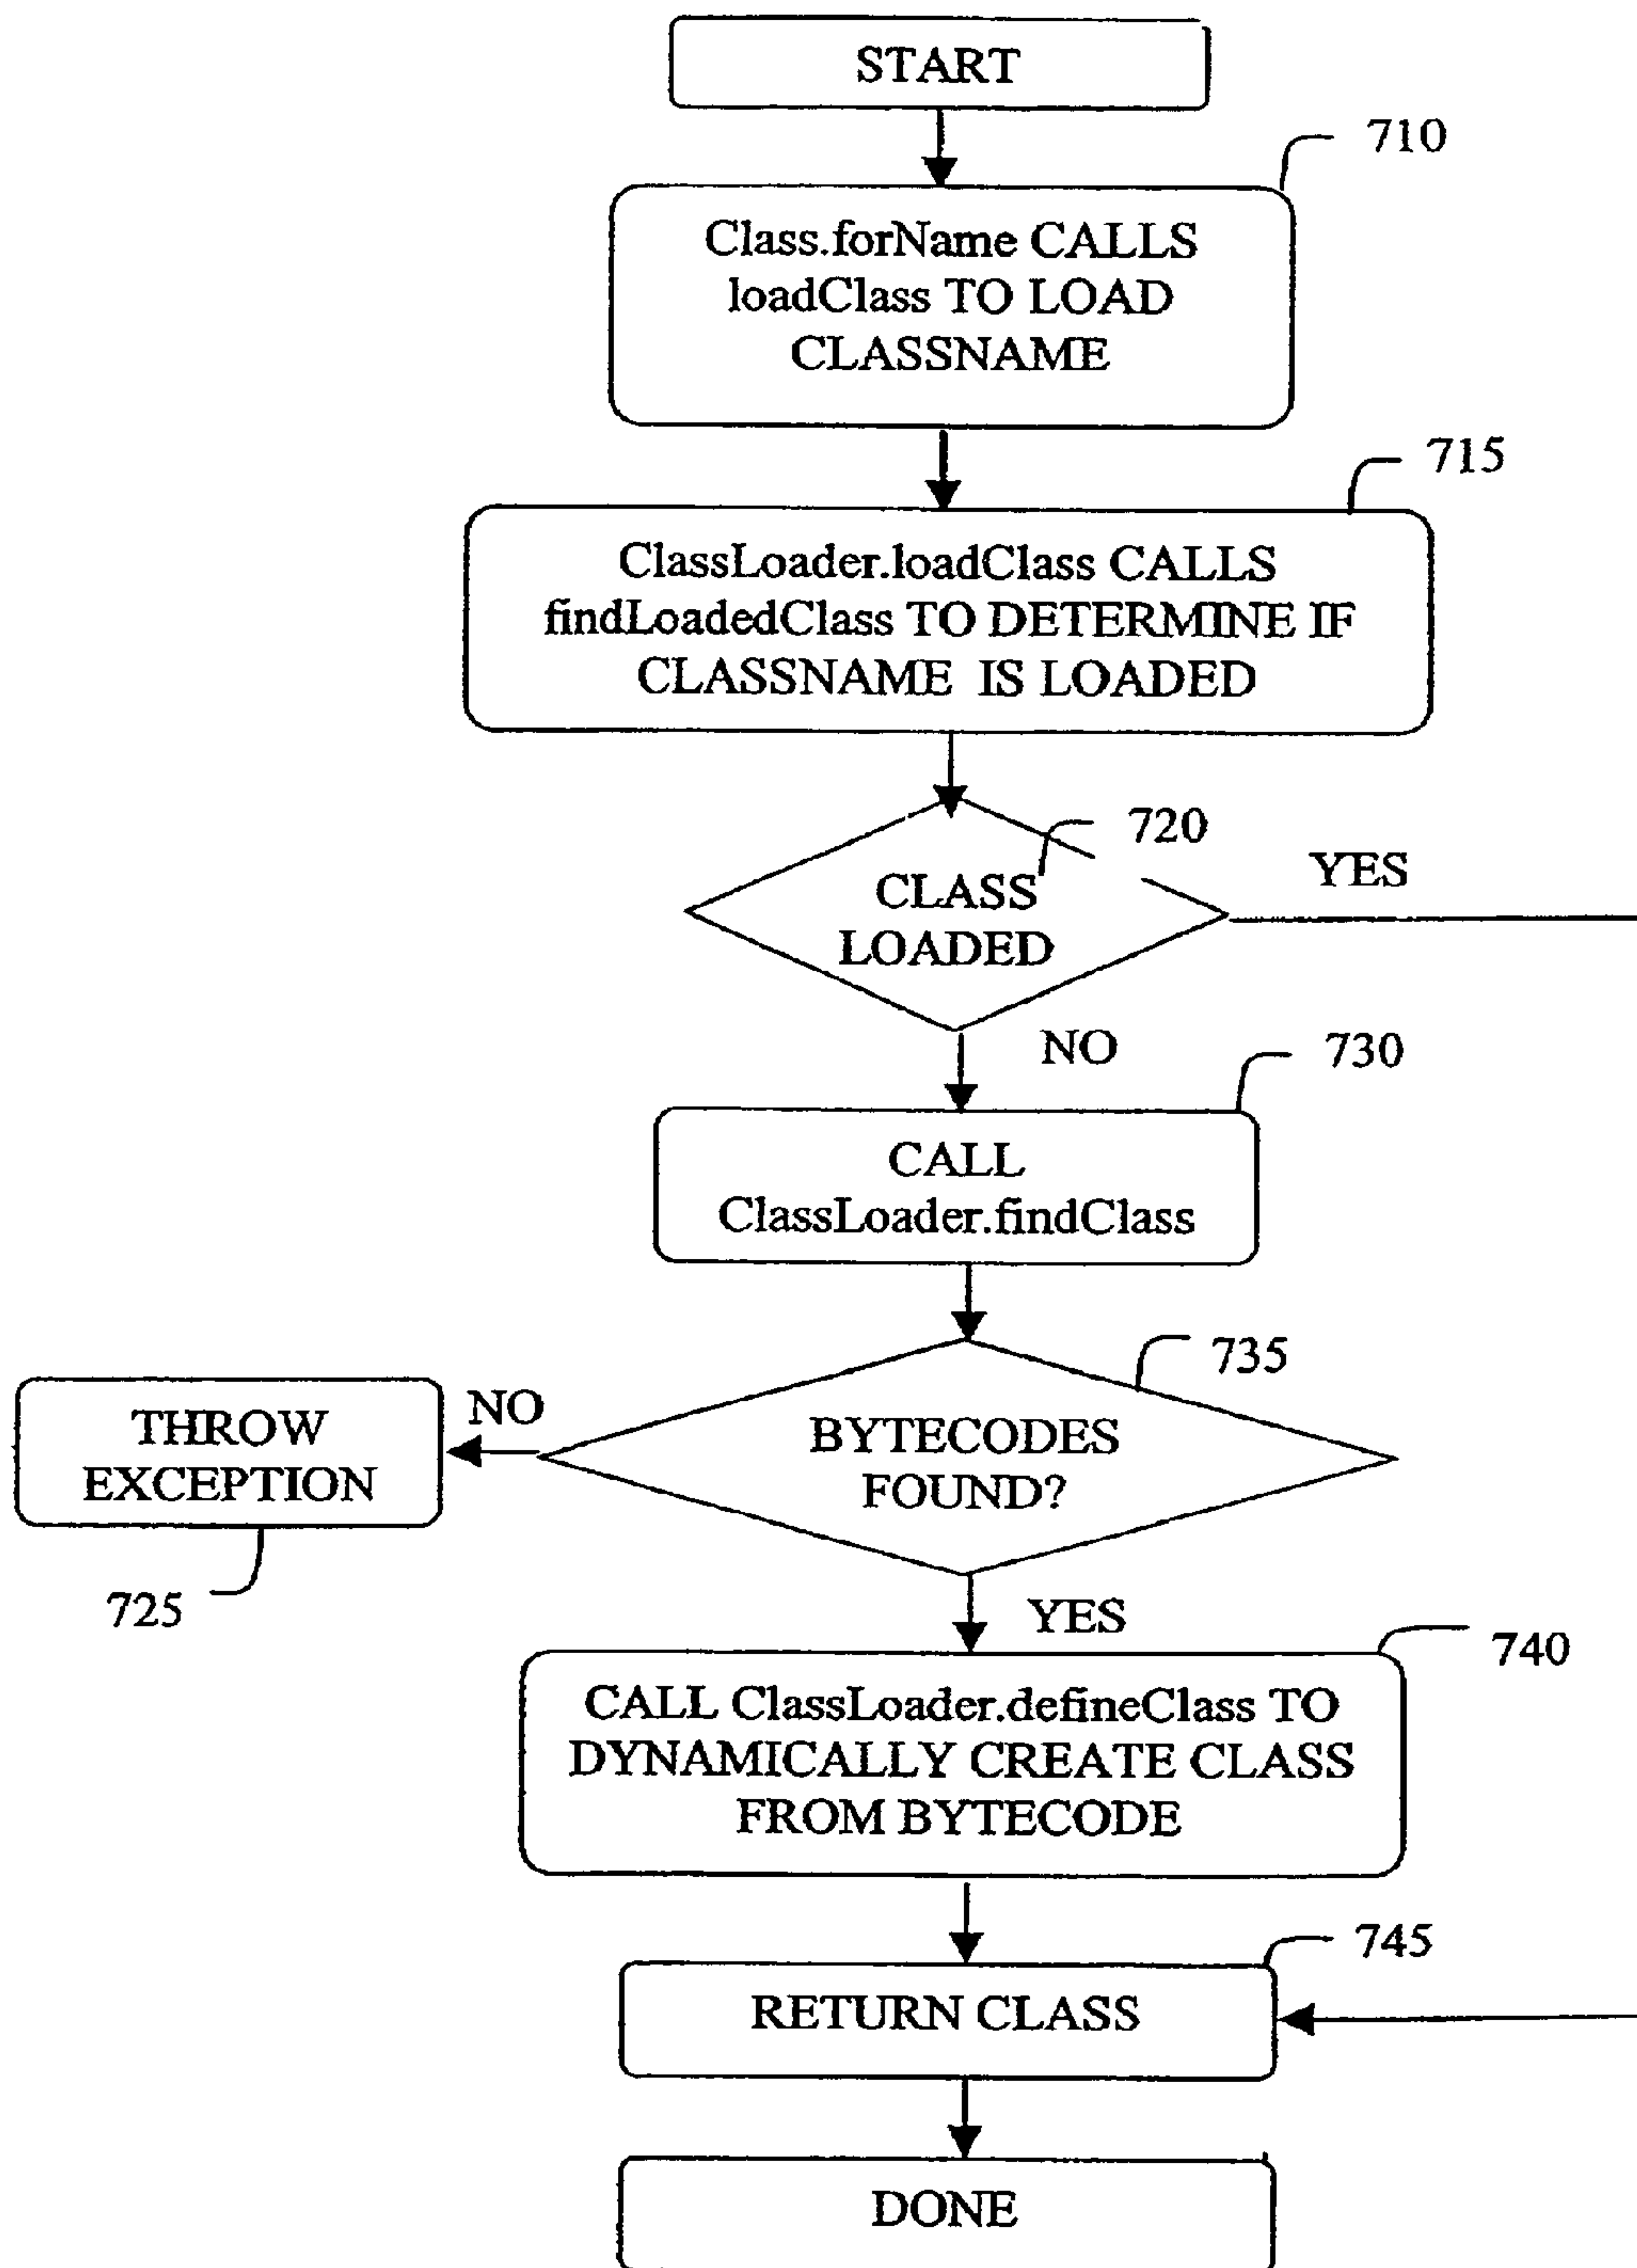 START
710
Class.forName CALLS
loadClass TO LOAD
CLASSNAME
715
ClassLoader.loadClass CALLS
findLoadedClass TO DETERMINE IF
CLASSNAME IS LOADED
720
YES
CLASS
LOADED
NO
730
CALL
ClassLoader.findClass
735
NO
THROW
EXCEPTION
BYTECODES
FOUND?
725
YES
740
CALL ClassLoader.defineClass TO
DYNAMICALLY CREATE CLASS
FROM BYTECODE
745
RETURN CLASS
DONE